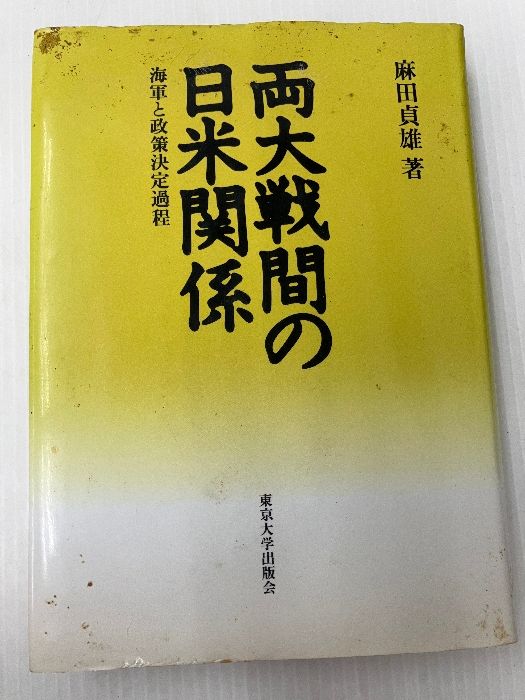 麻田貞雄 著
両大戦間の
日米関係
海軍と政策決定過程
東京大学出版会